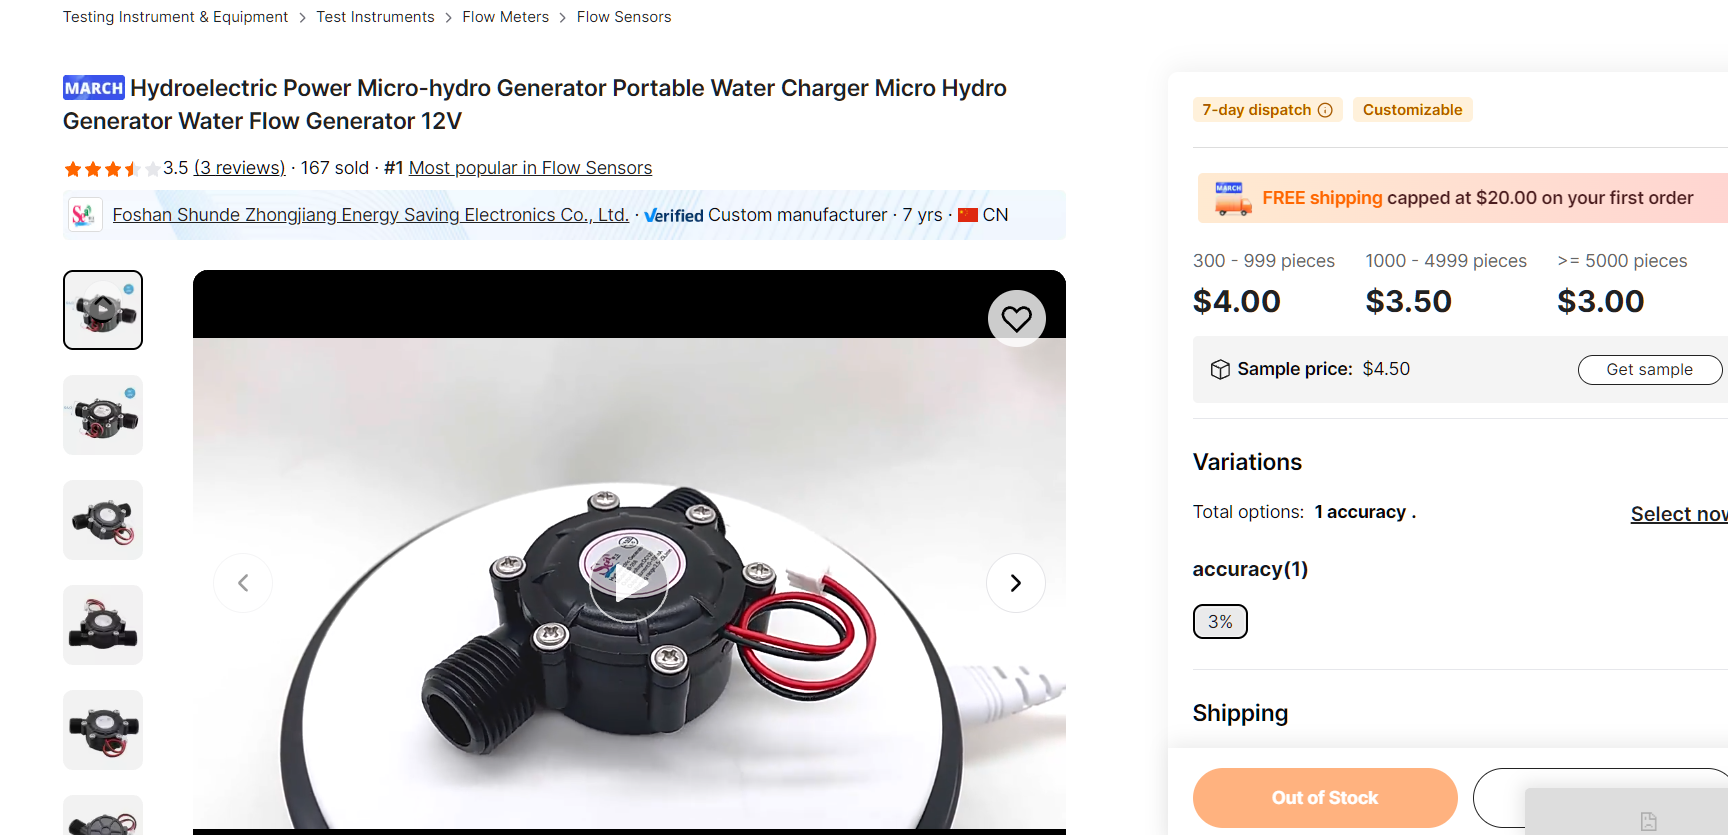 Testing Instrument & Equipment > Test Instruments > Flow Meters > Flow Sensors
MARCH Hydroelectric Power Micro-hydro Generator Portable Water Charger Micro Hydro
Generator Water Flow Generator 12V
3.5 (3 reviews) · 167 sold · #1 Most popular in Flow Sensors
Foshan Shunde Zhongjiang Energy Saving Electronics Co., Ltd. · Verified Custom manufacturer · 7 yrs · CN
7-day dispatch
Customizable
MARCH
FREE shipping capped at $20.00 on your first order
300 - 999 pieces 1000 - 4999 pieces >= 5000 pieces
$4.00 $3.50 $3.00
Sample price: $4.50 Get sample
Variations
Total options: 1 accuracy . Select now
accuracy(1)
3%
Shipping
Out of Stock